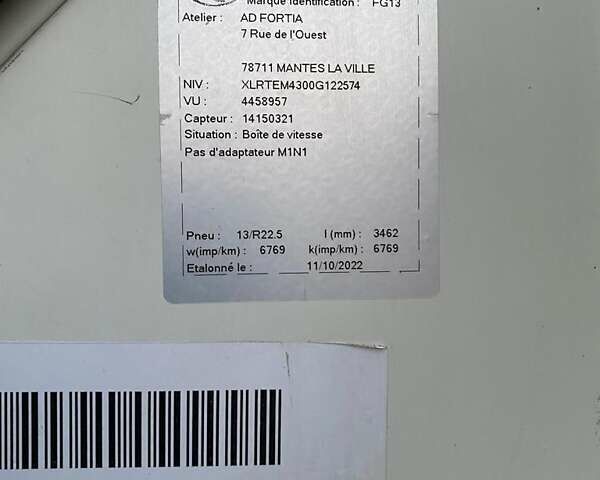 Marque Identification : FG13
Atelier : AD FORTIA
7 Rue de l'Ouest
78711 MANTES LA VILLE
NIV : XLRTEM4300G122574
VU : 4458957
Capteur : 14150321
Situation : Boîte de vitesse
Pas d'adaptateur M1N1
Pneu : 13/R22.5 l (mm) : 3462
w(imp/km) : 6769 k(imp/km) : 6769
Etalonné le : 11/10/2022